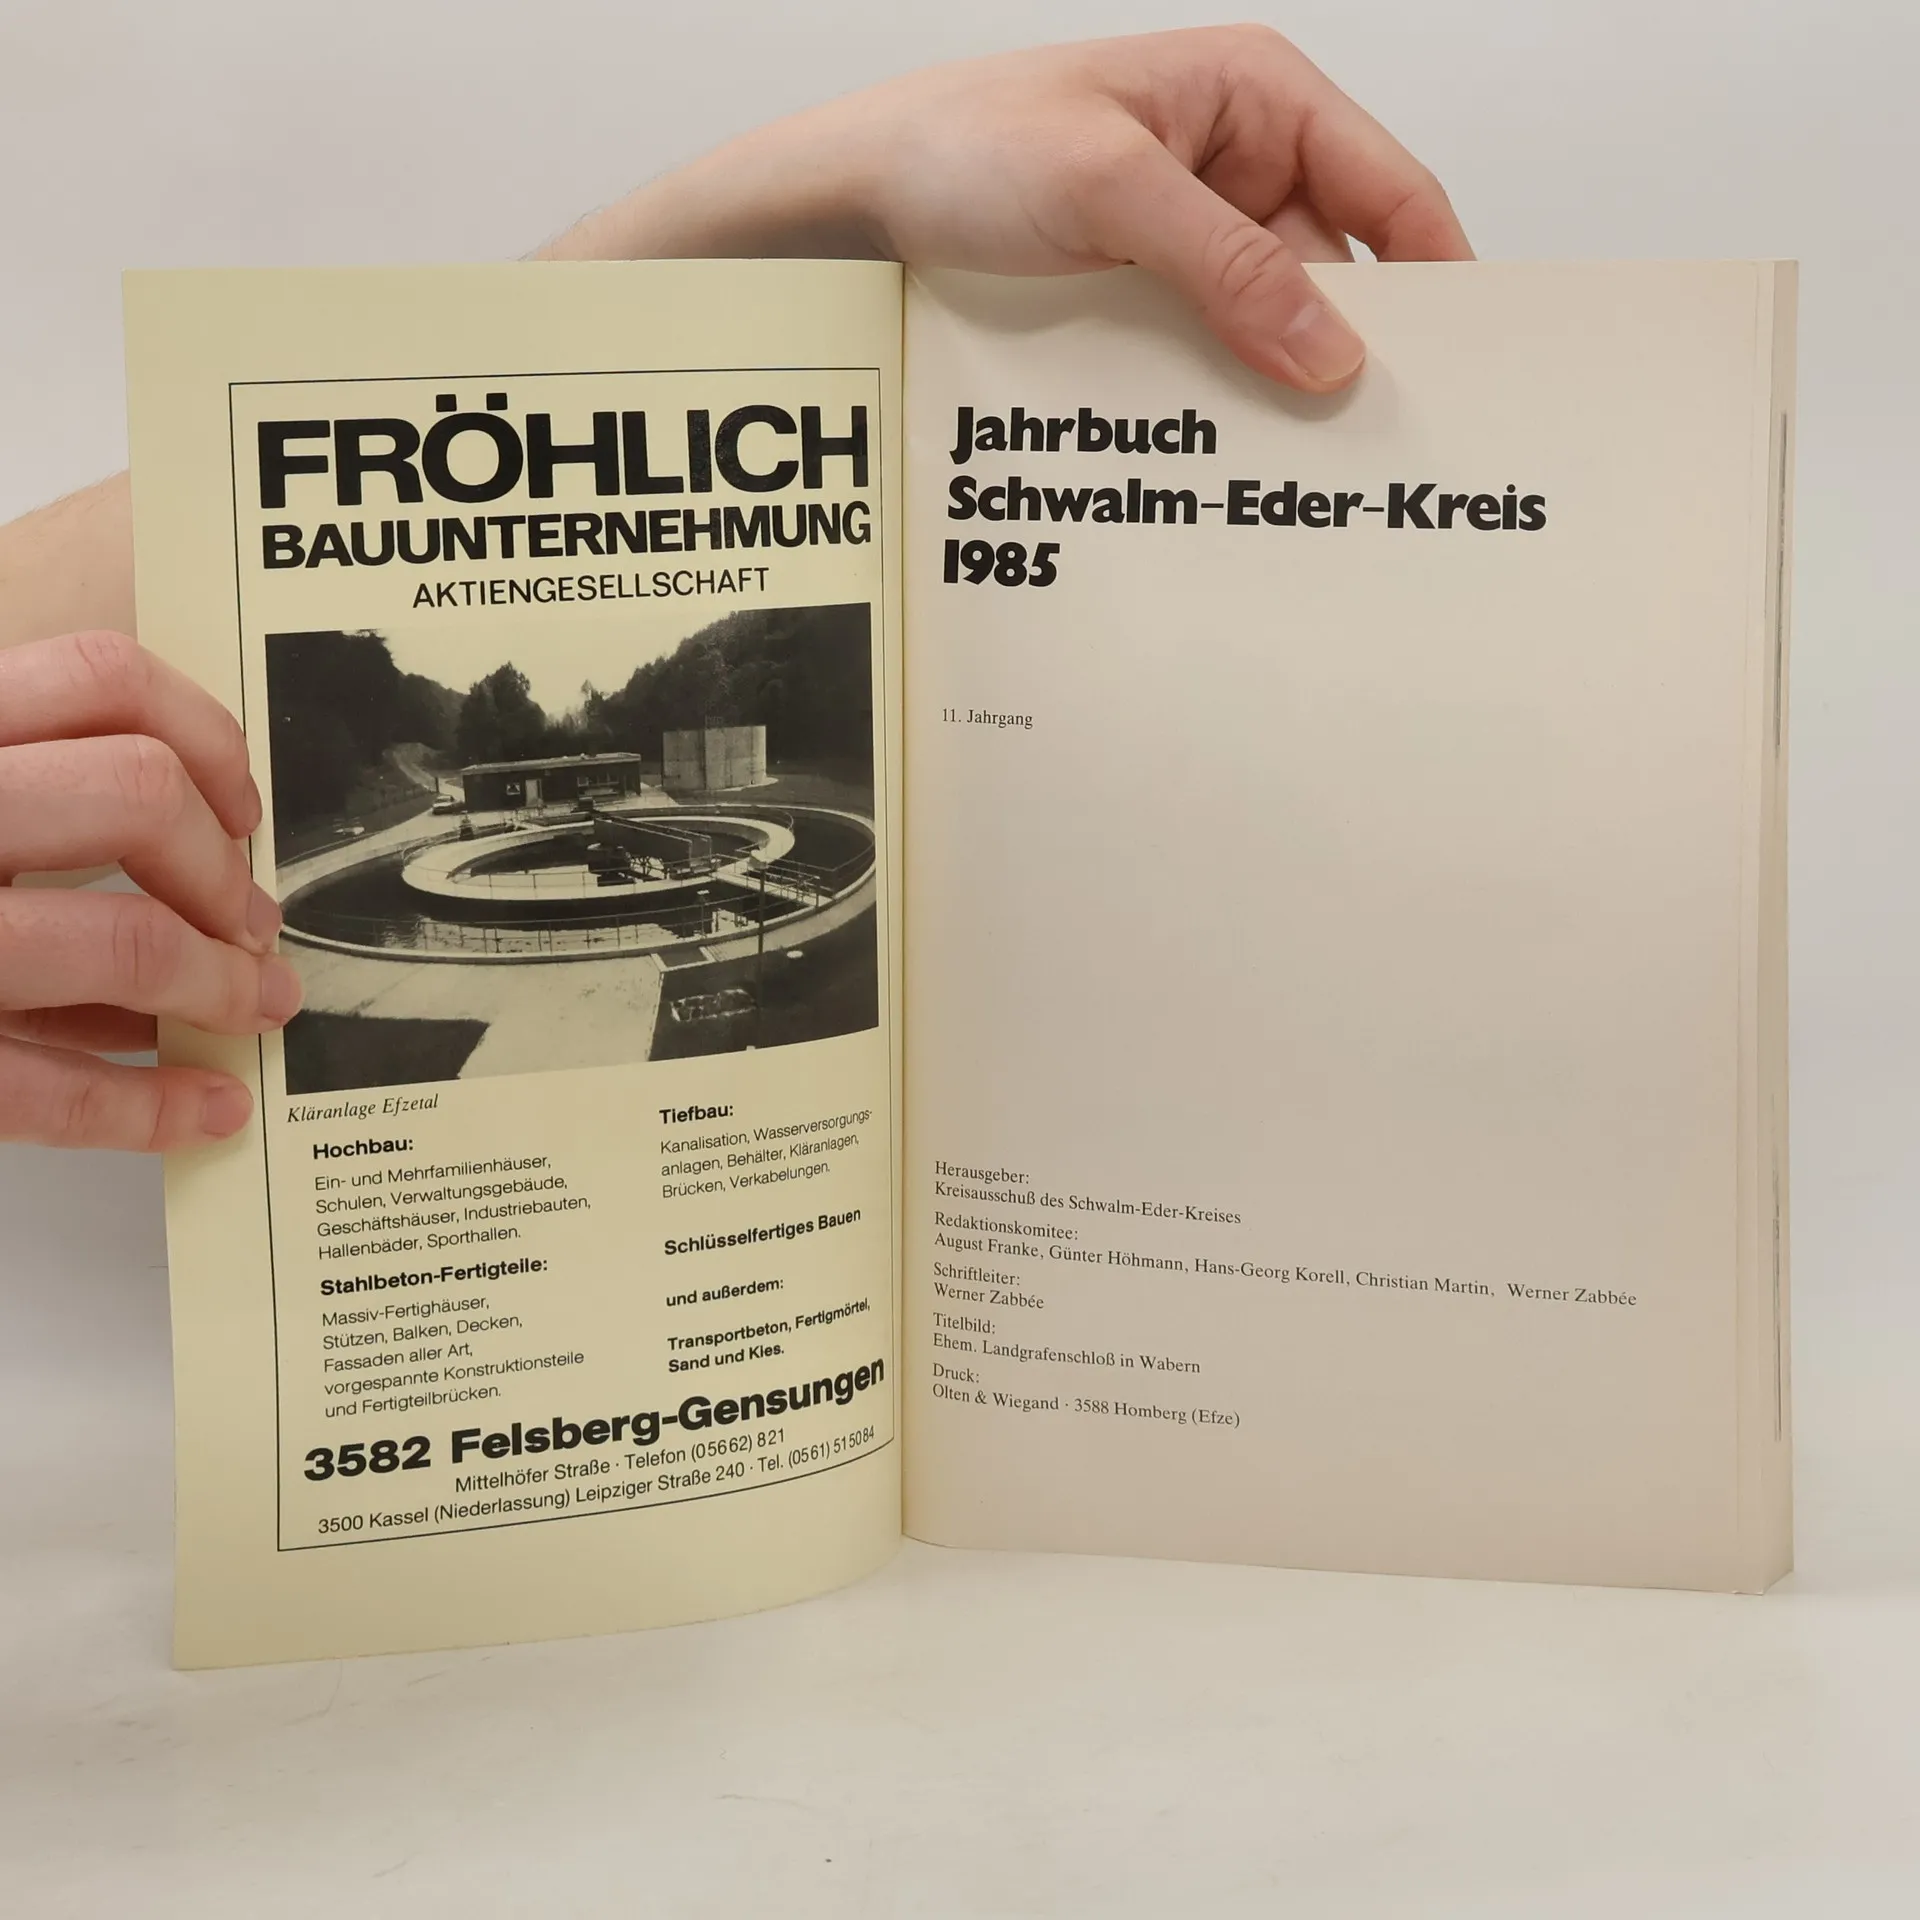 FRÖHLICH
BAUUNTERNEHMUNG
AKTIENGESELLSCHAFT
Kläranlage Efzetal
Hochbau:
Ein- und Mehrfamilienhäuser,
Schulen, Verwaltungsgebäude,
Geschäftshäuser, Industriebauten,
Hallenbäder, Sporthallen.
Stahlbeton-Fertigteile:
Massiv-Fertighäuser,
Stützen, Balken, Decken,
Fassaden aller Art,
vorgespannte Konstruktionsteile
und Fertigteilbrücken.
Tiefbau:
Kanalisation, Wasserversorgungs-
anlagen, Behälter, Kläranlagen,
Brücken, Verkabelungen.
Schlüsselfertiges Bauen
und außerdem:
Transportbeton, Fertigmörtel,
Sand und Kies.
3582 Felsberg-Gensungen
Mittelhöfer Straße · Telefon (05662) 821
3500 Kassel (Niederlassung) Leipziger Straße 240 · Tel. (0561) 515084
Jahrbuch
Schwalm-Eder-Kreis
1985
11. Jahrgang
Herausgeber:
Kreisausschuß des Schwalm-Eder-Kreises
Redaktionskomitee:
August Franke, Günter Höhmann, Hans-Georg Korell, Christian Martin, Werner Zabbée
Schriftleiter:
Werner Zabbée
Titelbild:
Ehem. Landgrafenschloß in Wabern
Druck:
Olten & Wiegand · 3588 Homberg (Efze)